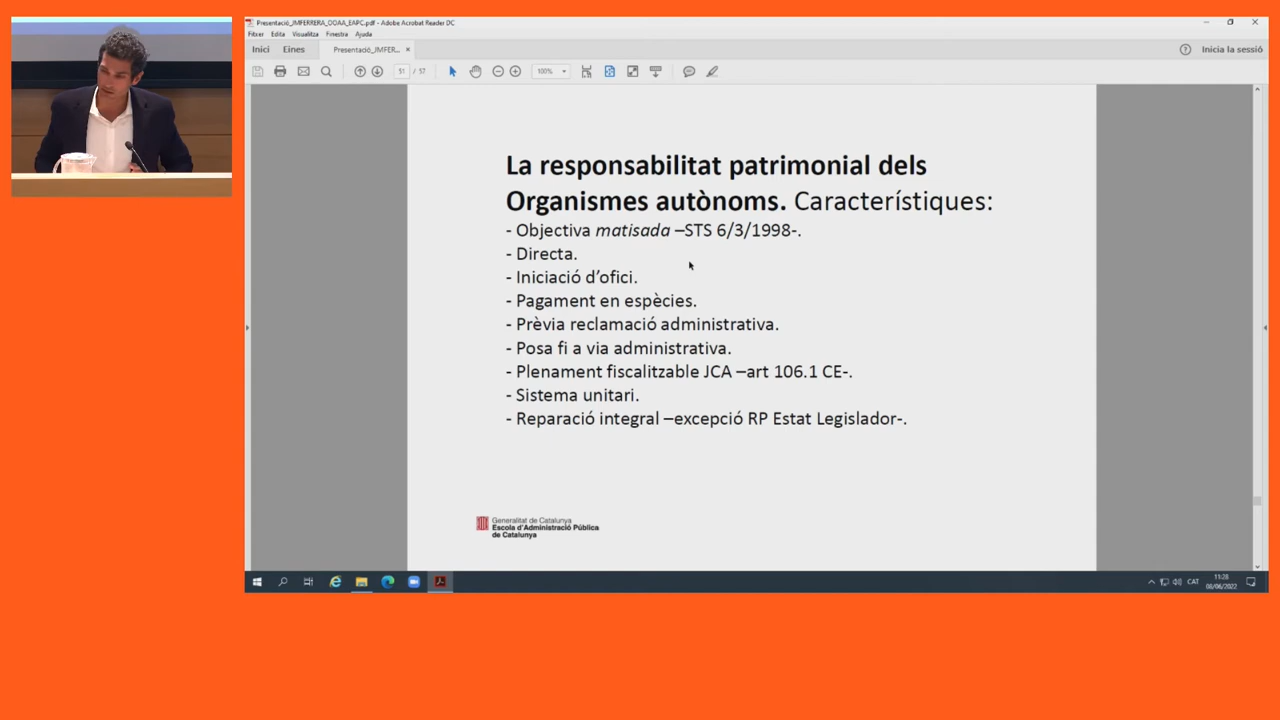 Presentació_JMFERRERA_OOAA_EAPC.pdf - Adobe Acrobat Reader DC
Fitxer Edita Visualitza Finestra Ajuda
Inici Eines Presentació_JMFERR... × Inicia la sessió
51 / 57 100%
La responsabilitat patrimonial dels
Organismes autònoms. Característiques:
- Objectiva matisada –STS 6/3/1998-.
- Directa.
- Iniciació d’ofici.
- Pagament en espècies.
- Prèvia reclamació administrativa.
- Posa fi a via administrativa.
- Plenament fiscalitzable JCA –art 106.1 CE-.
- Sistema unitari.
- Reparació integral –excepció RP Estat Legislador-.
Generalitat de Catalunya
Escola d’Administració Pública
de Catalunya
CAT
11:28
08/06/2022